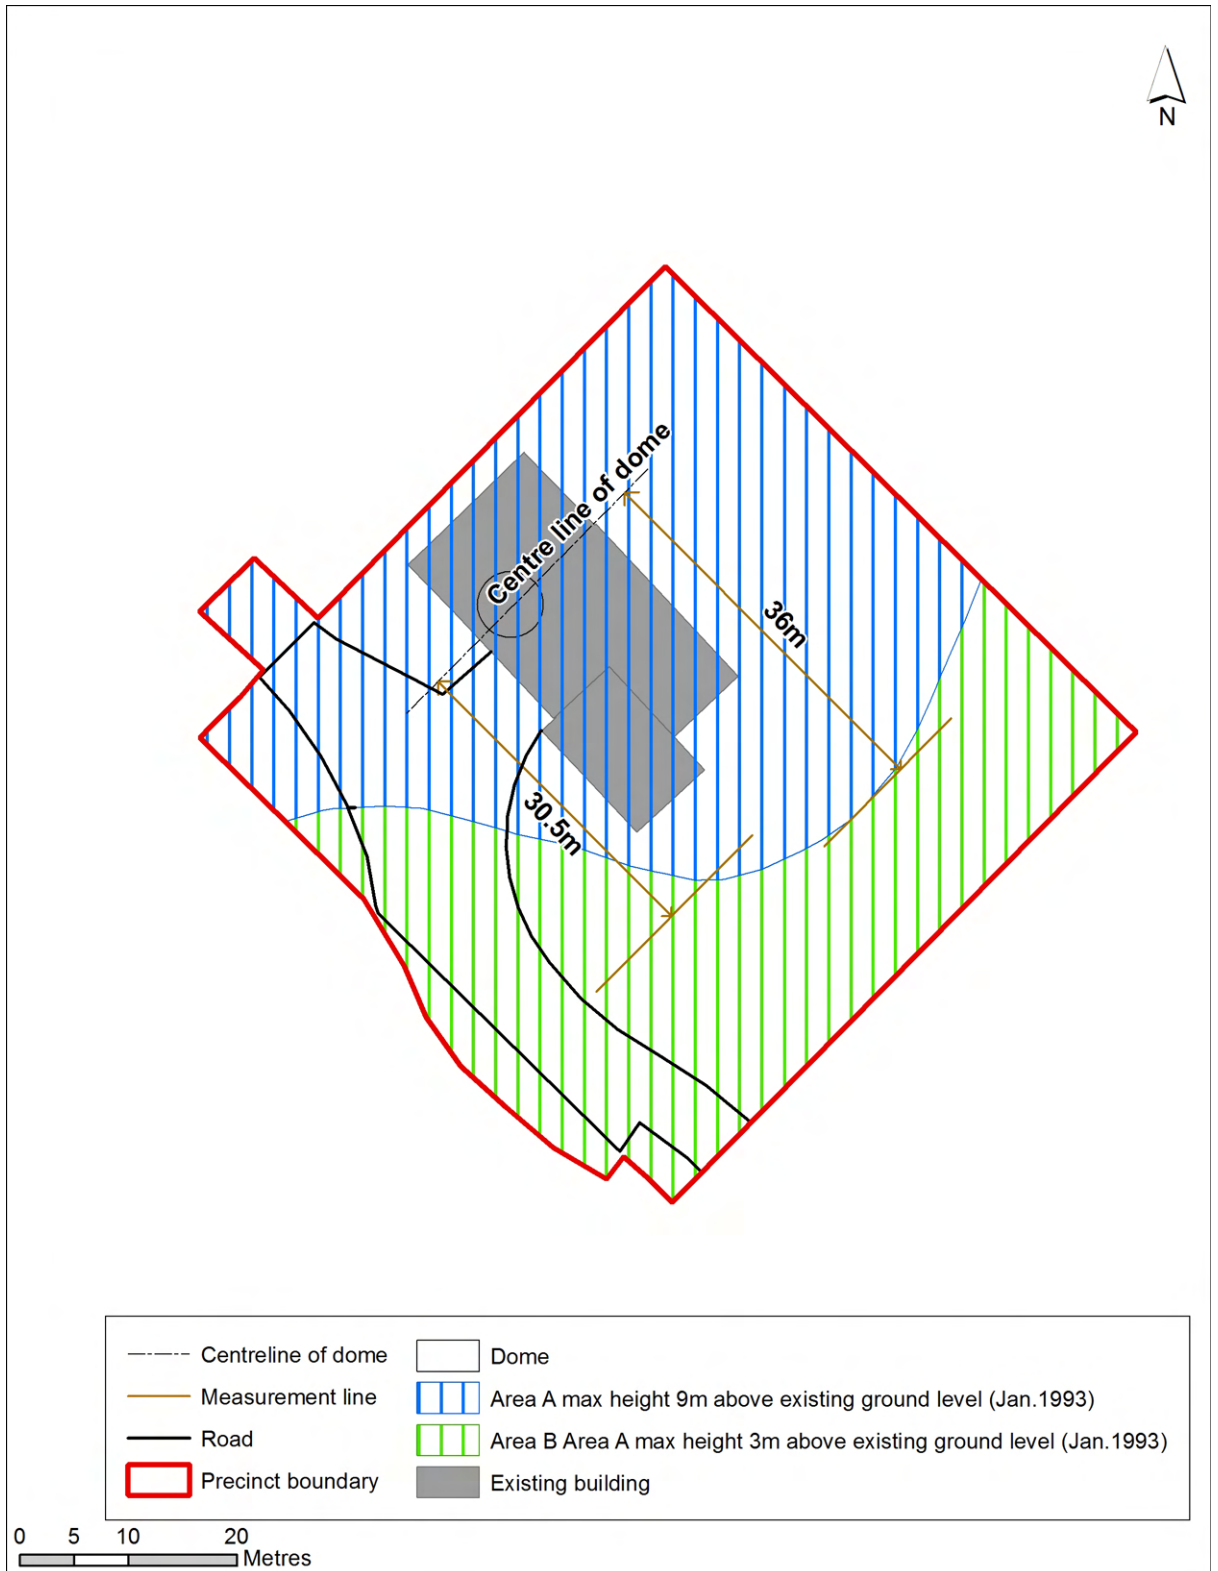 N
Centre line of dome
36m
30.5m
Centreline of dome
Measurement line
Road
Precinct boundary
Dome
Area A max height 9m above existing ground level (Jan.1993)
Area B Area A max height 3m above existing ground level (Jan.1993)
Existing building
0 5 10 20
Metres